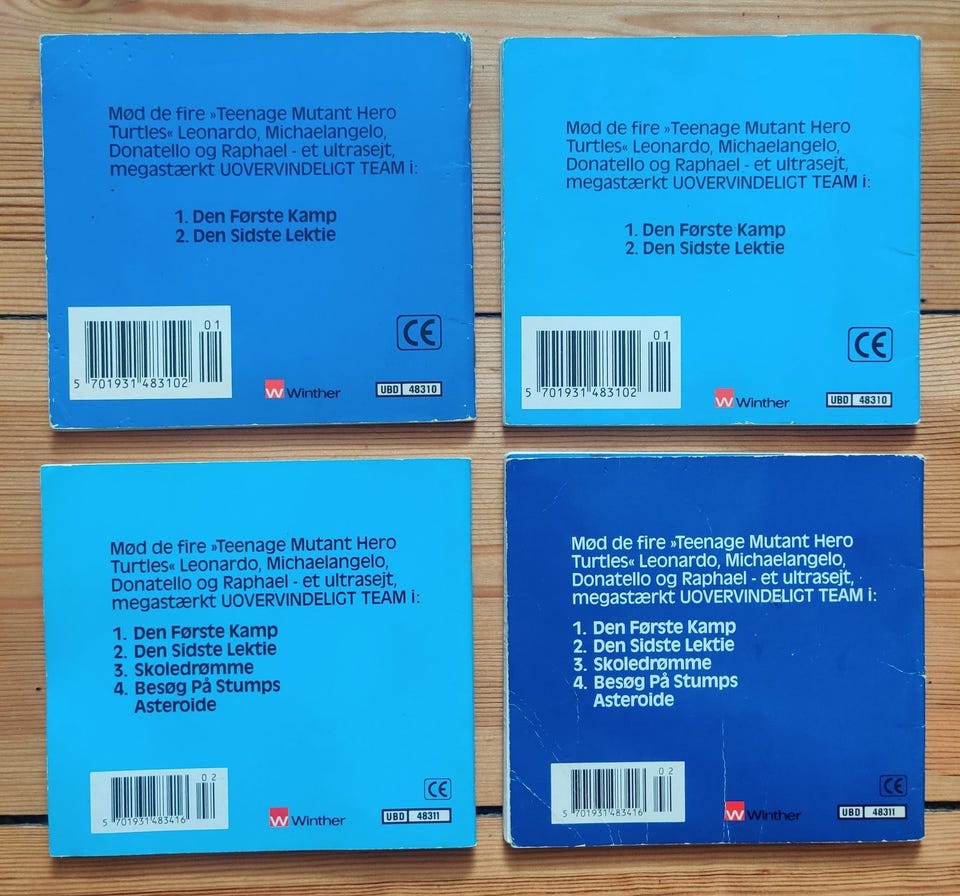 Mød de fire »Teenage Mutant Hero
Turtles« Leonardo, Michaelangelo,
Donatello og Raphael - et ultrasejt,
megastærkt UOVERVINDELIGT TEAM i:
1. Den Første Kamp
2. Den Sidste Lektie
01
5 701931 483102
CE
W Winther
UBD 48310
Mød de fire »Teenage Mutant Hero
Turtles« Leonardo, Michaelangelo,
Donatello og Raphael - et ultrasejt,
megastærkt UOVERVINDELIGT TEAM i:
1. Den Første Kamp
2. Den Sidste Lektie
01
5 701931 483102
CE
W Winther
UBD 48310
Mød de fire »Teenage Mutant Hero
Turtles« Leonardo, Michaelangelo,
Donatello og Raphael - et ultrasejt,
megastærkt UOVERVINDELIGT TEAM i:
1. Den Første Kamp
2. Den Sidste Lektie
3. Skoledrømme
4. Besøg På Stumps
Asteroide
02
5 701931 483416
CE
W Winther
UBD 48311
Mød de fire »Teenage Mutant Hero
Turtles« Leonardo, Michaelangelo,
Donatello og Raphael - et ultrasejt,
megastærkt UOVERVINDELIGT TEAM i:
1. Den Første Kamp
2. Den Sidste Lektie
3. Skoledrømme
4. Besøg På Stumps
Asteroide
02
5 701931 483416
CE
W Winther
UBD 48311